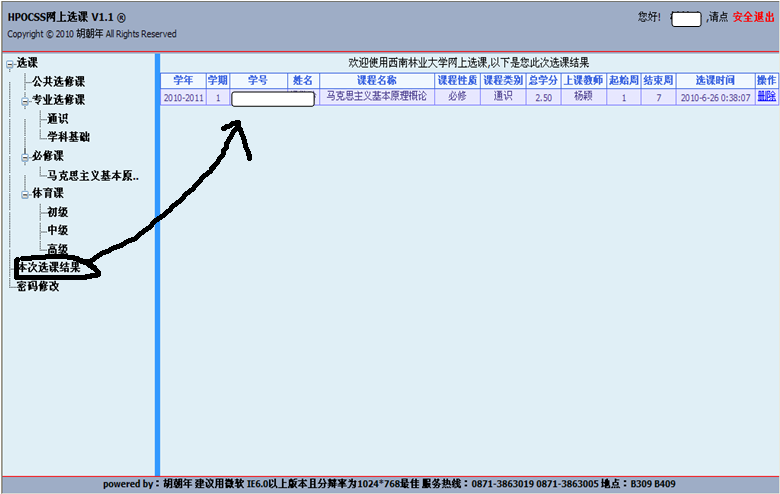 HPOCSS网上选课 V1.1 ®
您好! ,请点 安全退出
Copyright © 2010 胡朝年 All Rights Reserved
选课
公共选修课
专业选修课
通识
学科基础
必修课
马克思主义基本原..
体育课
初级
中级
高级
本次选课结果
密码修改
欢迎使用西南林业大学网上选课,以下是您此次选课结果
学年 学期 学号 姓名 课程名称 课程性质 课程类别 总学分 上课教师 起始周 结束周 选课时间 操作
2010-2011 1 马克思主义基本原理概论 必修 通识 2.50 杨颖 1 7 2010-6-26 0:38:07 删除
powered by：胡朝年 建议用微软 IE6.0以上版本且分辩率为1024*768最佳 服务热线：0871-3863019 0871-3863005 地点：B309 B409